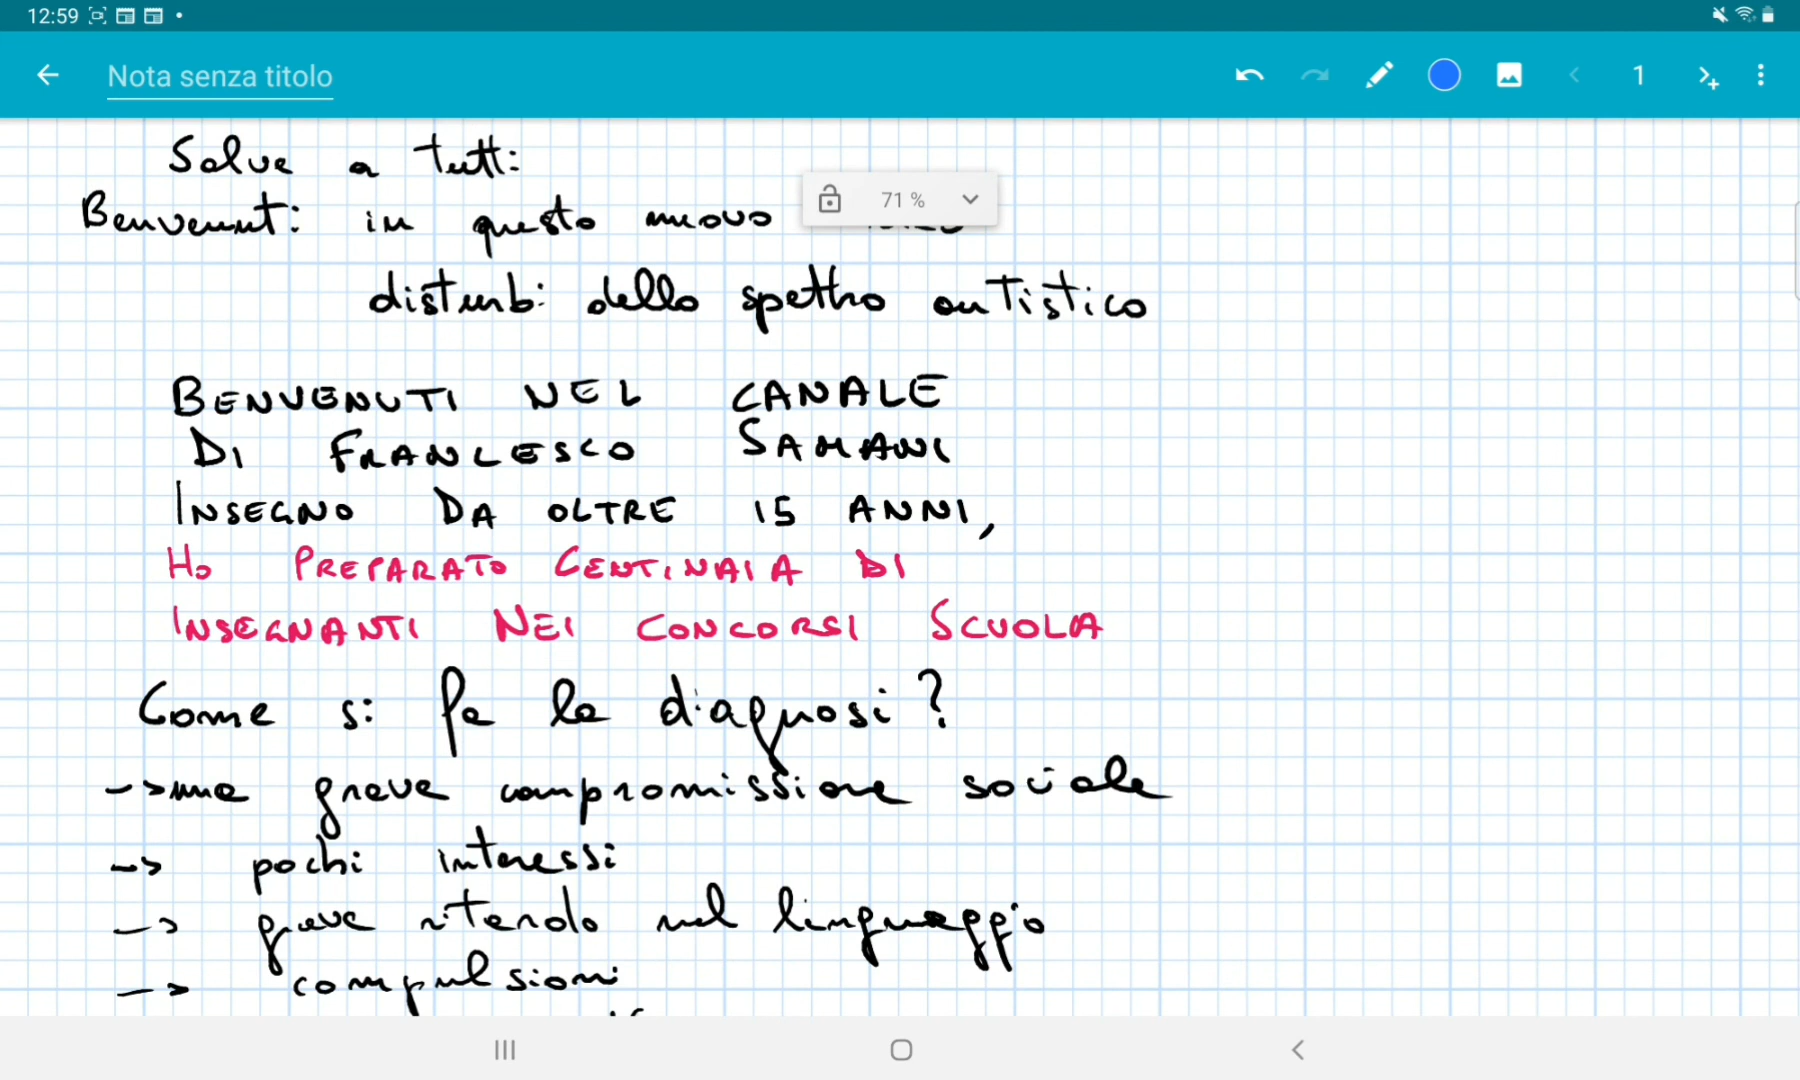 12:59
Nota senza titolo
1
Salve a tutti
71 %
Benvenuti in questo nuovo
disturbi dello spettro autistico
BENVENUTI NEL CANALE
DI FRANCESCO SAMANI
INSEGNO DA OLTRE 15 ANNI,
HO PREPARATO CENTINAIA DI
INSEGNANTI NEI CONCORSI SCUOLA
Come si fa la diagnosi?
-> una grave compromissione sociale
-> pochi interessi
-> grave ritardo nel linguaggio
-> compulsioni